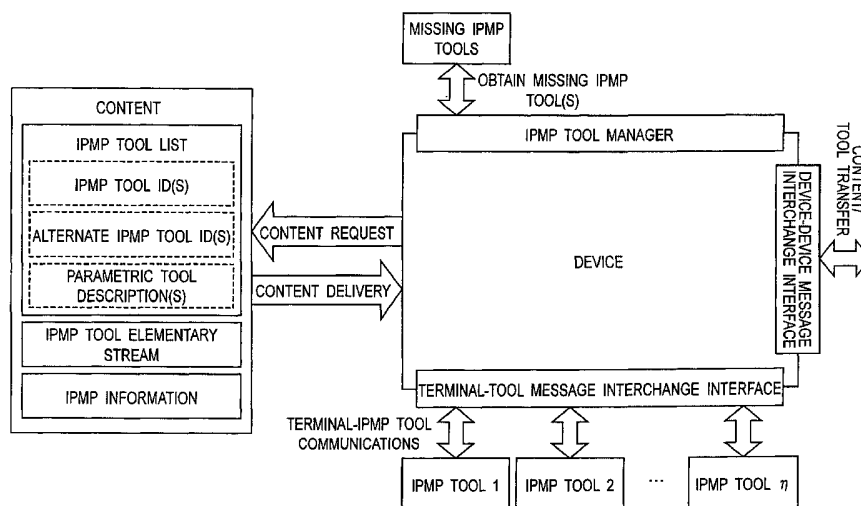 MISSING IPMP
TOOLS
OBTAIN MISSING IPMP
TOOL(S)
CONTENT
IPMP TOOL LIST
IPMP TOOL ID(S)
ALTERNATE IPMP TOOL ID(S)
PARAMETRIC TOOL
DESCRIPTION(S)
IPMP TOOL ELEMENTARY
STREAM
IPMP INFORMATION
CONTENT REQUEST
CONTENT DELIVERY
IPMP TOOL MANAGER
DEVICE
DEVICE-DEVICE MESSAGE
INTERCHANGE INTERFACE
CONTENT/
TOOL TRANSFER
TERMINAL-TOOL MESSAGE INTERCHANGE INTERFACE
TERMINAL-IPMP TOOL
COMMUNICATIONS
IPMP TOOL 1
IPMP TOOL 2
...
IPMP TOOL η